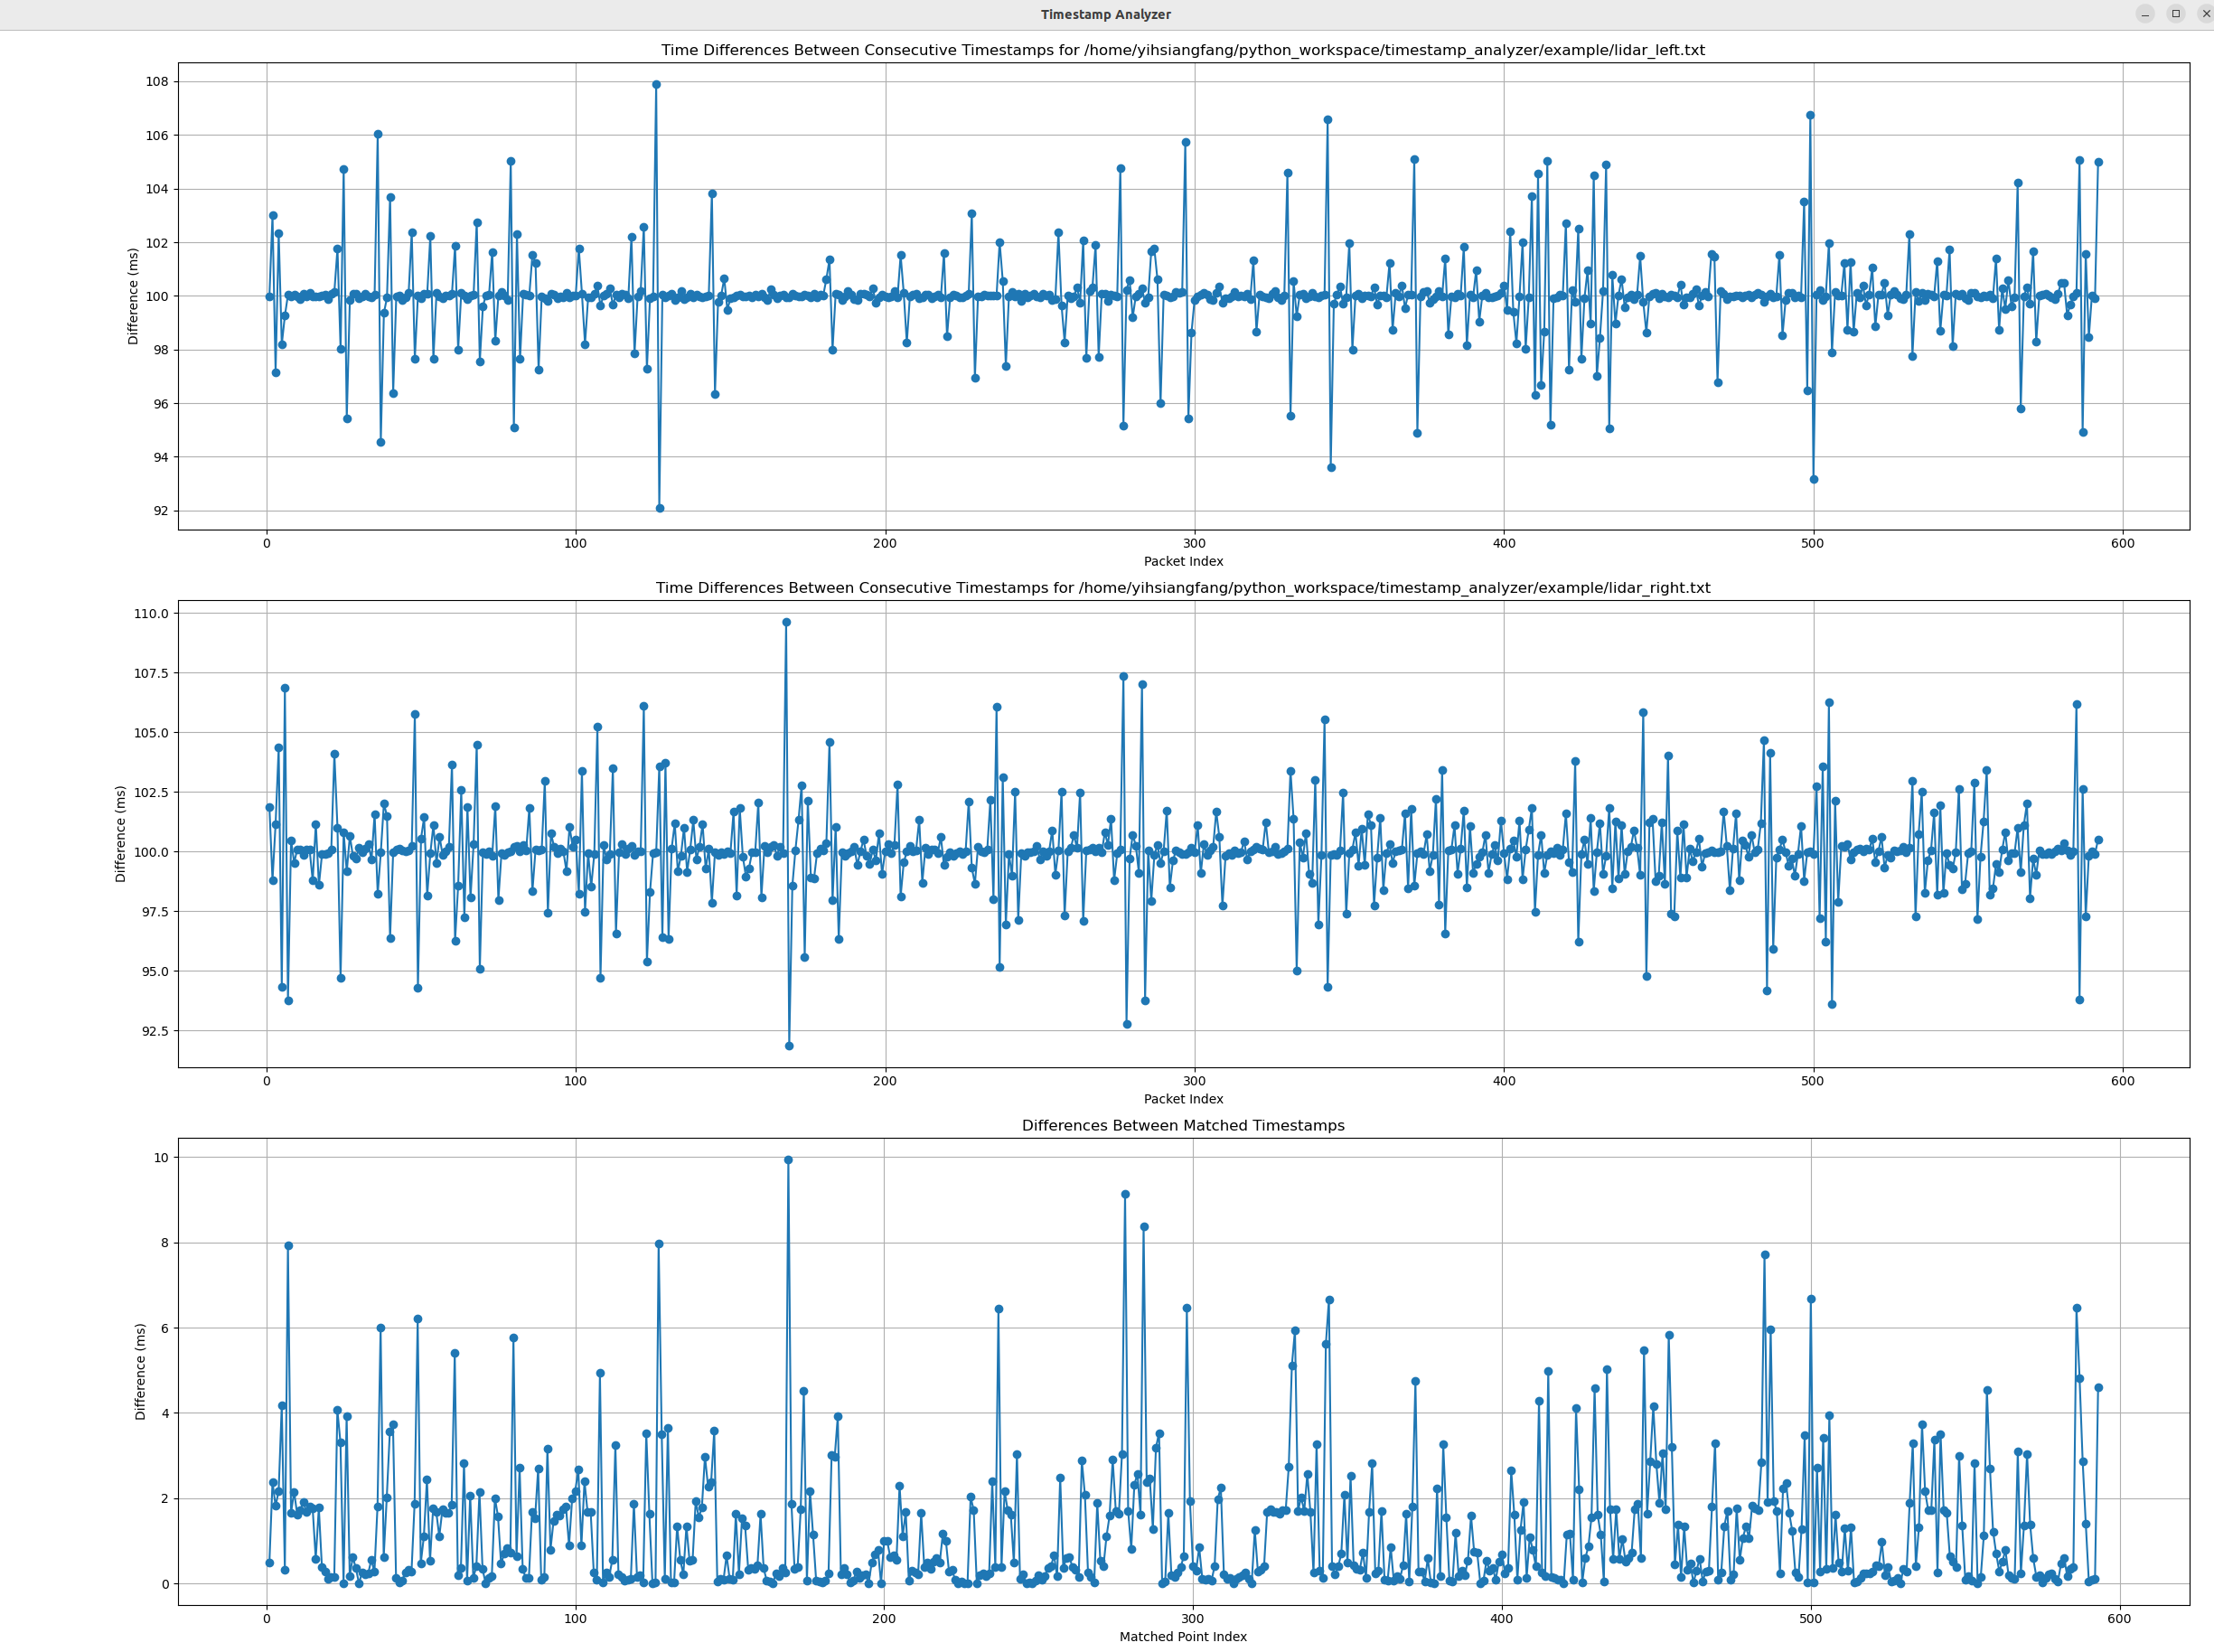 Timestamp Analyzer
Time Differences Between Consecutive Timestamps for /home/yihsiangfang/python_workspace/timestamp_analyzer/example/lidar_left.txt
108
106
104
102
100
98
96
94
92
Difference (ms)
0 100 200 300 400 500 600
Packet Index
Time Differences Between Consecutive Timestamps for /home/yihsiangfang/python_workspace/timestamp_analyzer/example/lidar_right.txt
110.0
107.5
105.0
102.5
100.0
97.5
95.0
92.5
Difference (ms)
0 100 200 300 400 500 600
Packet Index
Differences Between Matched Timestamps
10
8
6
4
2
0
Difference (ms)
0 100 200 300 400 500 600
Matched Point Index